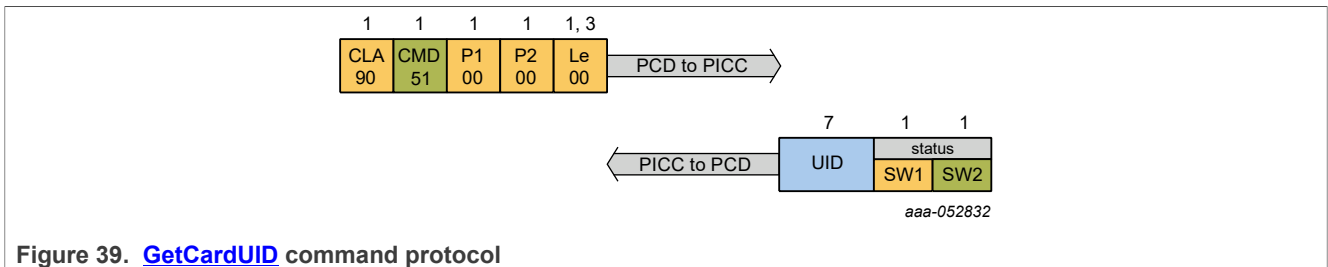 1 1 1 1 1, 3
CLA CMD P1 P2 Le
90 51 00 00 00
PCD to PICC
7 1 1
PICC to PCD
UID
status
SW1 SW2
aaa-052832
Figure 39. GetCardUID command protocol